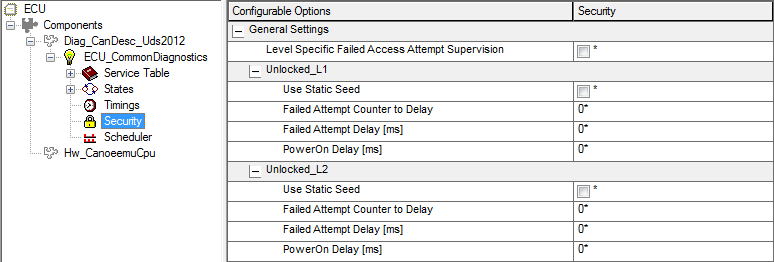 ECU
Components
Diag_CanDesc_Uds2012
ECU_CommonDiagnostics
Service Table
States
Timings
Security
Scheduler
Hw_CanoeemuCpu
Configurable Options Security
General Settings
Level Specific Failed Access Attempt Supervision *
Unlocked_L1
Use Static Seed *
Failed Attempt Counter to Delay 0*
Failed Attempt Delay [ms] 0*
PowerOn Delay [ms] 0*
Unlocked_L2
Use Static Seed *
Failed Attempt Counter to Delay 0*
Failed Attempt Delay [ms] 0*
PowerOn Delay [ms] 0*